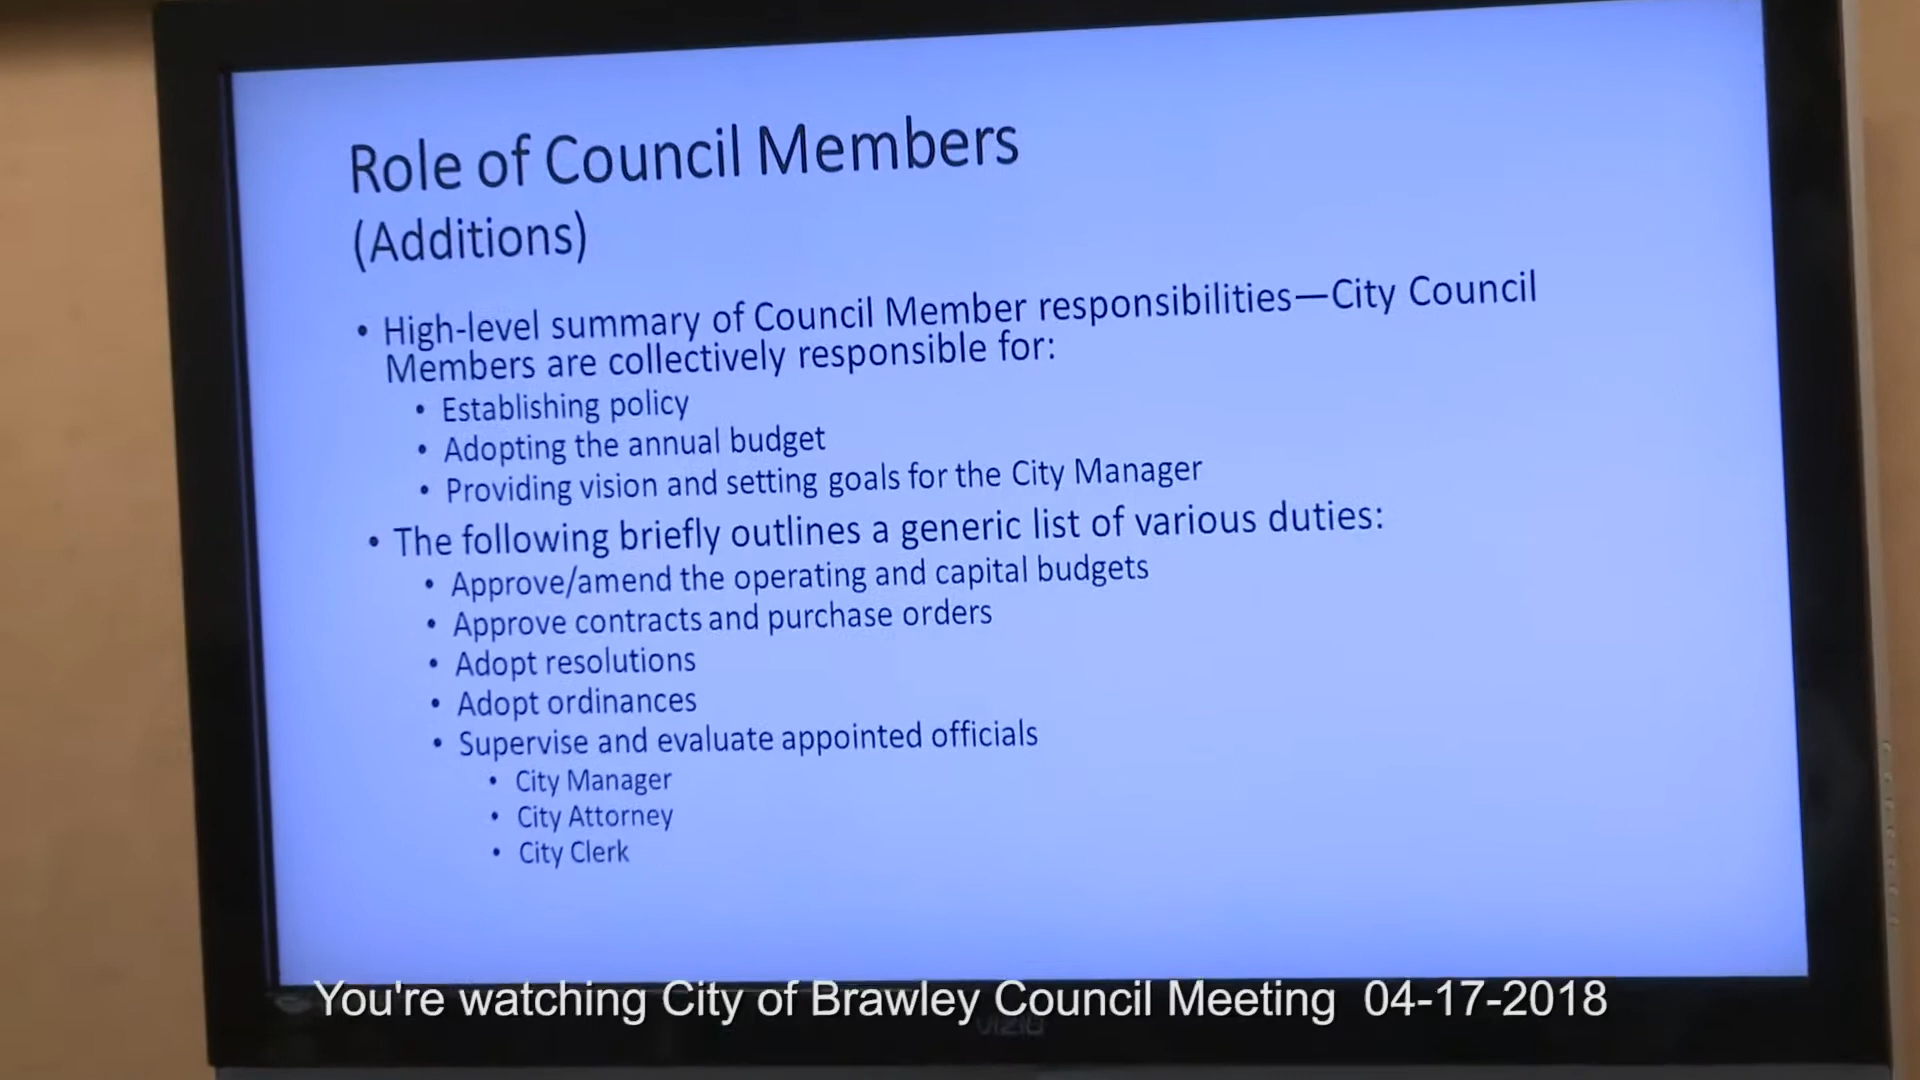 Role of Council Members
(Additions)
• High-level summary of Council Member responsibilities—City Council
Members are collectively responsible for:
• Establishing policy
• Adopting the annual budget
• Providing vision and setting goals for the City Manager
• The following briefly outlines a generic list of various duties:
• Approve/amend the operating and capital budgets
• Approve contracts and purchase orders
• Adopt resolutions
• Adopt ordinances
• Supervise and evaluate appointed officials
• City Manager
• City Attorney
• City Clerk
You're watching City of Brawley Council Meeting 04-17-2018
VIZIO